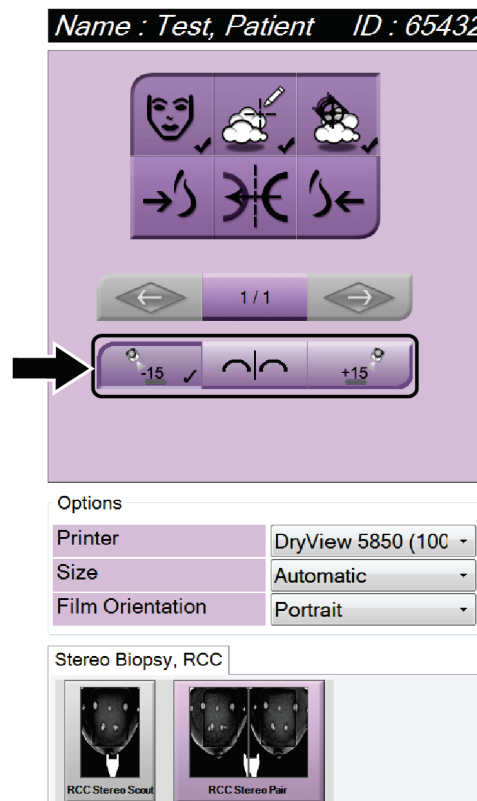 Name : Test, Patient ID : 65432
1 / 1
-15 +15
Options
Printer DryView 5850 (100
Size Automatic
Film Orientation Portrait
Stereo Biopsy, RCC
RCC Stereo Scout RCC Stereo Pair